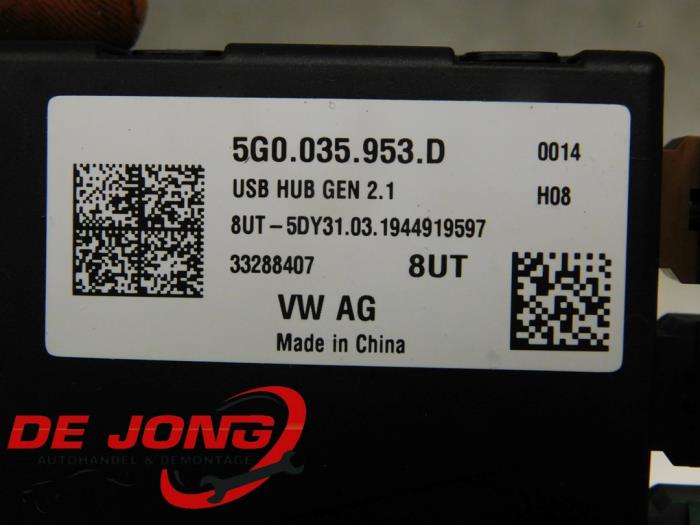 5G0.035.953.D 0014
USB HUB GEN 2.1 H08
8UT-5DY31.03.1944919597
33288407 8UT
VW AG
Made in China
DE JONG
AUTOHANDEL & DEMONTAGE